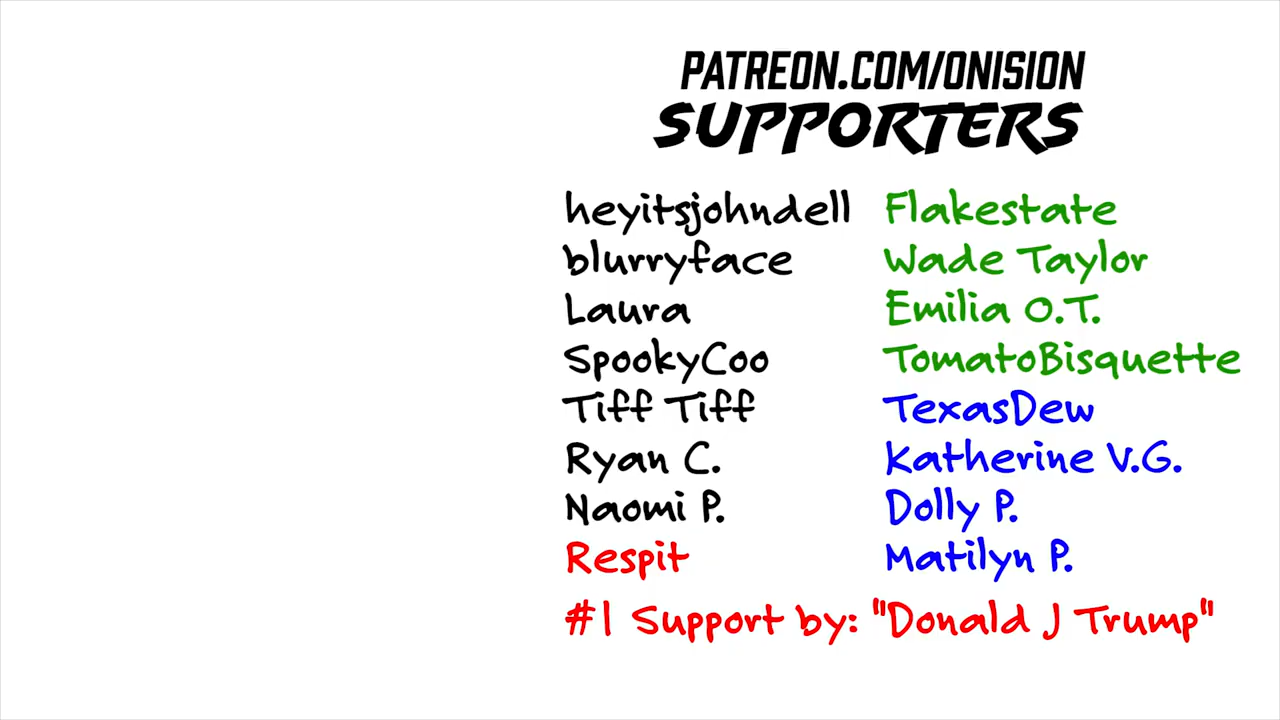 PATREON.COM/ONISION
SUPPORTERS
heyitsjohndell
blurryface
Laura
SpookyCoo
Tiff Tiff
Ryan C.
Naomi P.
Respit
Flakestate
Wade Taylor
Emilia O.T.
TomatoBisquette
TexasDew
Katherine V.G.
Dolly P.
Matilyn P.
#1 Support by: "Donald J Trump"